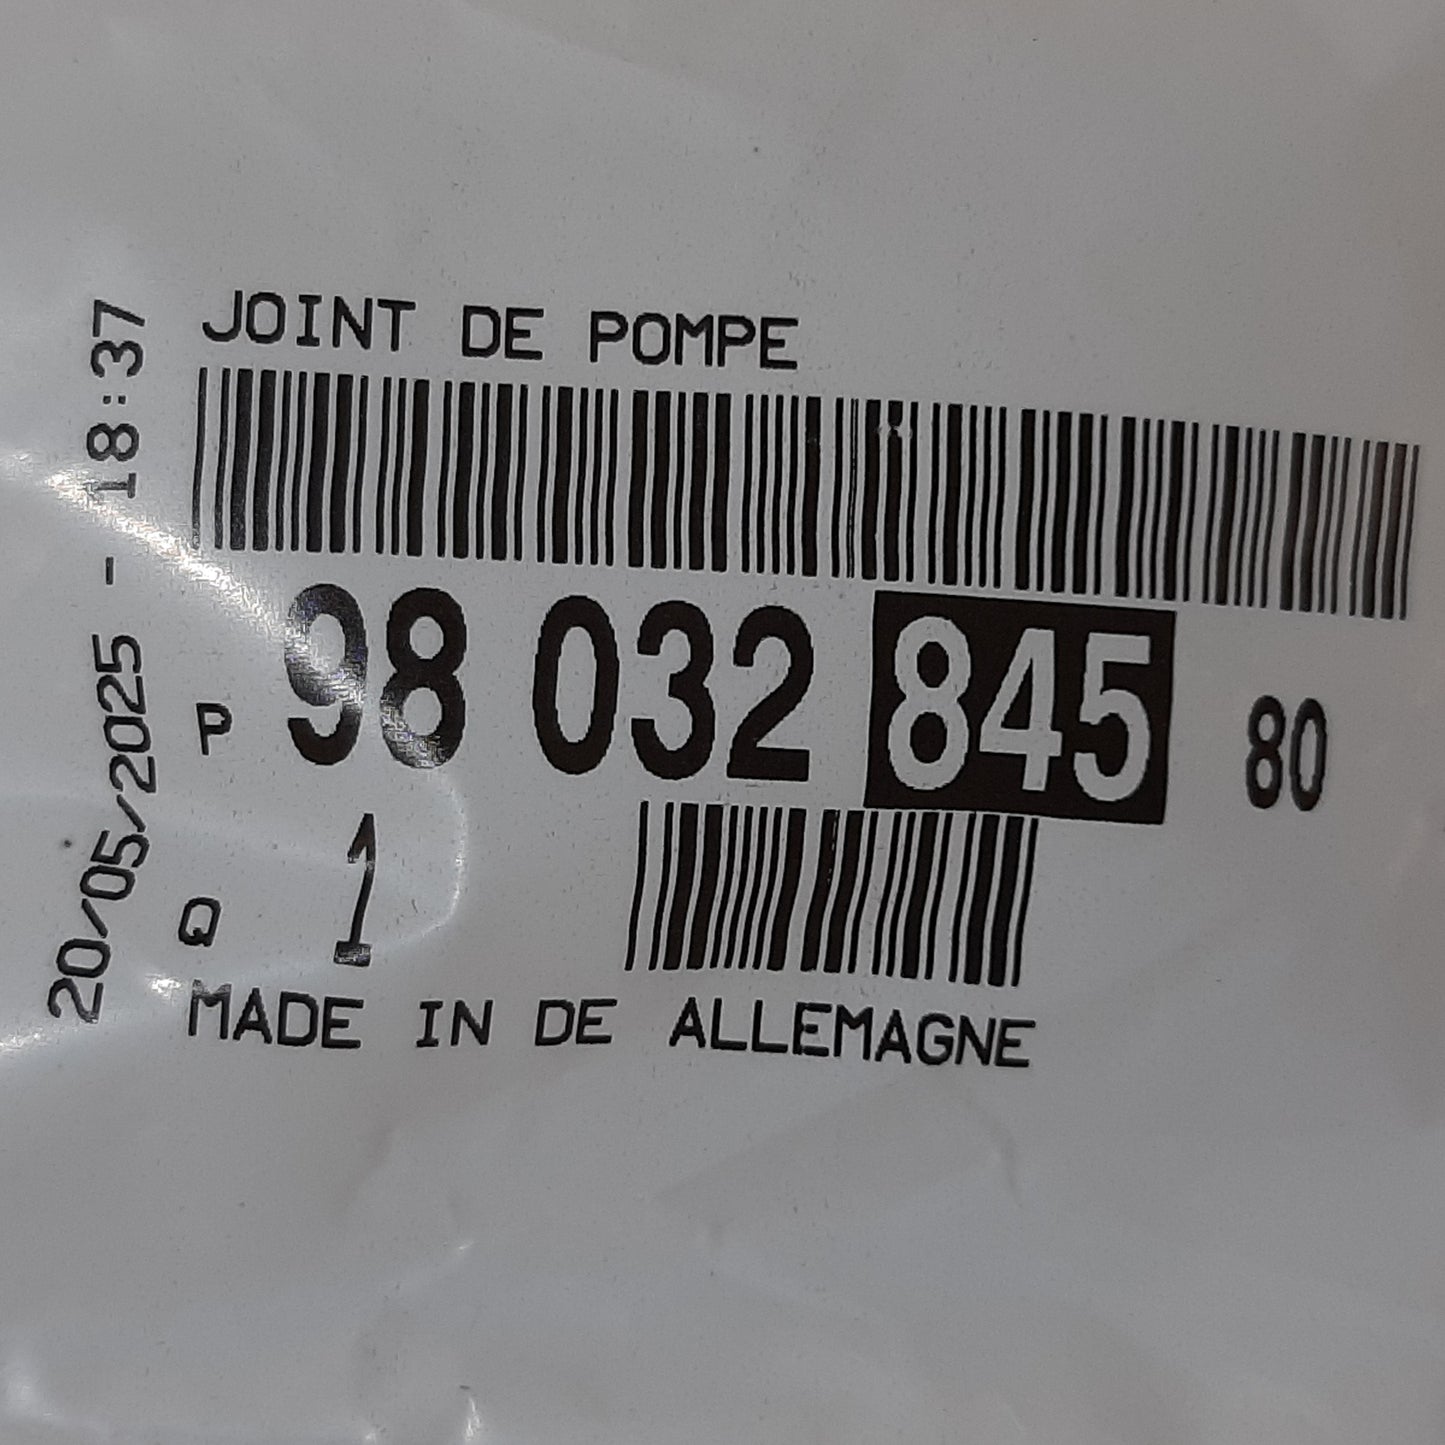 JOINT DE POMPE
P 98 032 845 80
Q 1
MADE IN DE ALLEMAGNE
20/05/2025 - 18:37